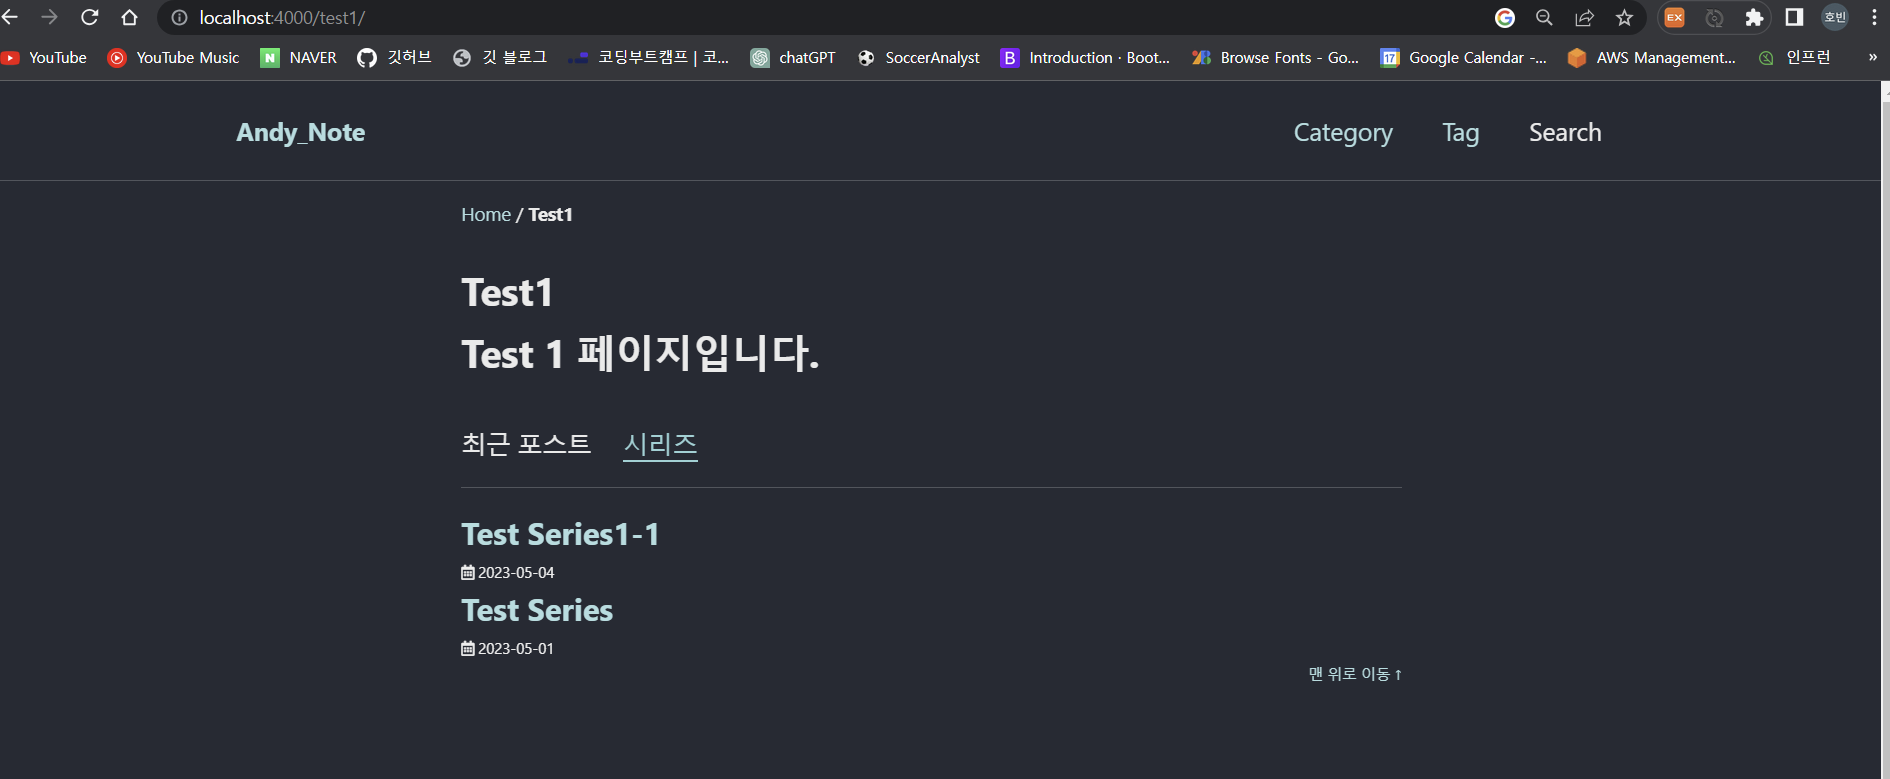 localhost:4000/test1/
호빈
YouTube YouTube Music NAVER 깃허브 깃 블로그 코딩부트캠프 | 코... chatGPT SoccerAnalyst Introduction · Boot... Browse Fonts - Go... Google Calendar -... AWS Management... 인프런 »
Andy_Note Category Tag Search
Home / Test1
Test1
Test 1 페이지입니다.
최근 포스트 시리즈
Test Series1-1
2023-05-04
Test Series
2023-05-01
맨 위로 이동 ↑